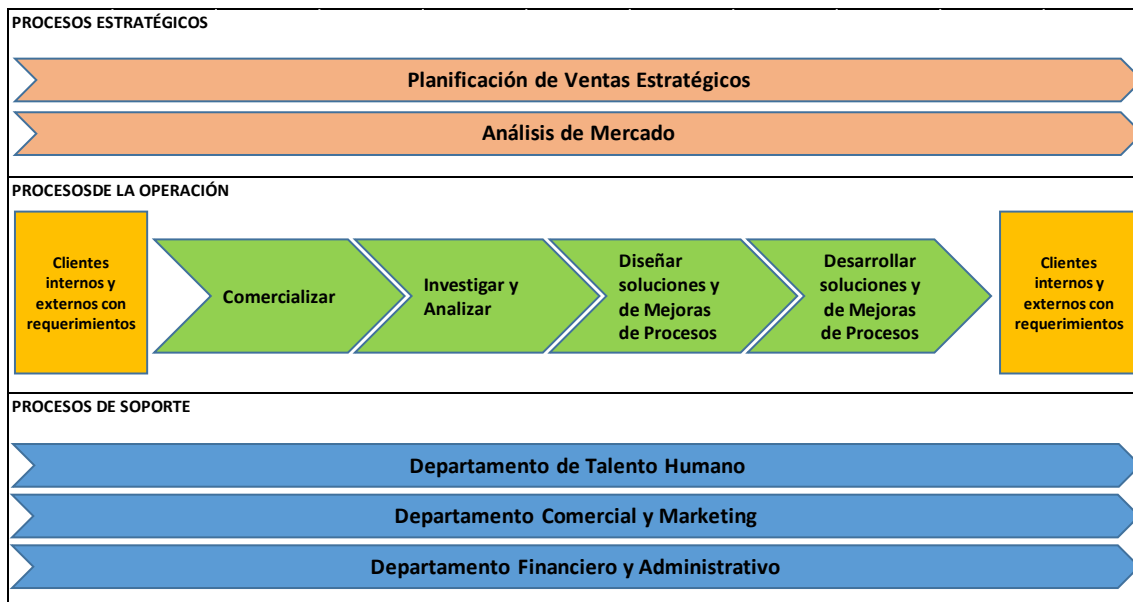 PROCESOS ESTRATÉGICOS
Planificación de Ventas Estratégicos
Análisis de Mercado
PROCESOSDE LA OPERACIÓN
Clientes
internos y
externos con
requerimientos
Comercializar
Investigar y
Analizar
Diseñar
soluciones y
de Mejoras
de Procesos
Desarrollar
soluciones y
de Mejoras
de Procesos
Clientes
internos y
externos con
requerimientos
PROCESOS DE SOPORTE
Departamento de Talento Humano
Departamento Comercial y Marketing
Departamento Financiero y Administrativo